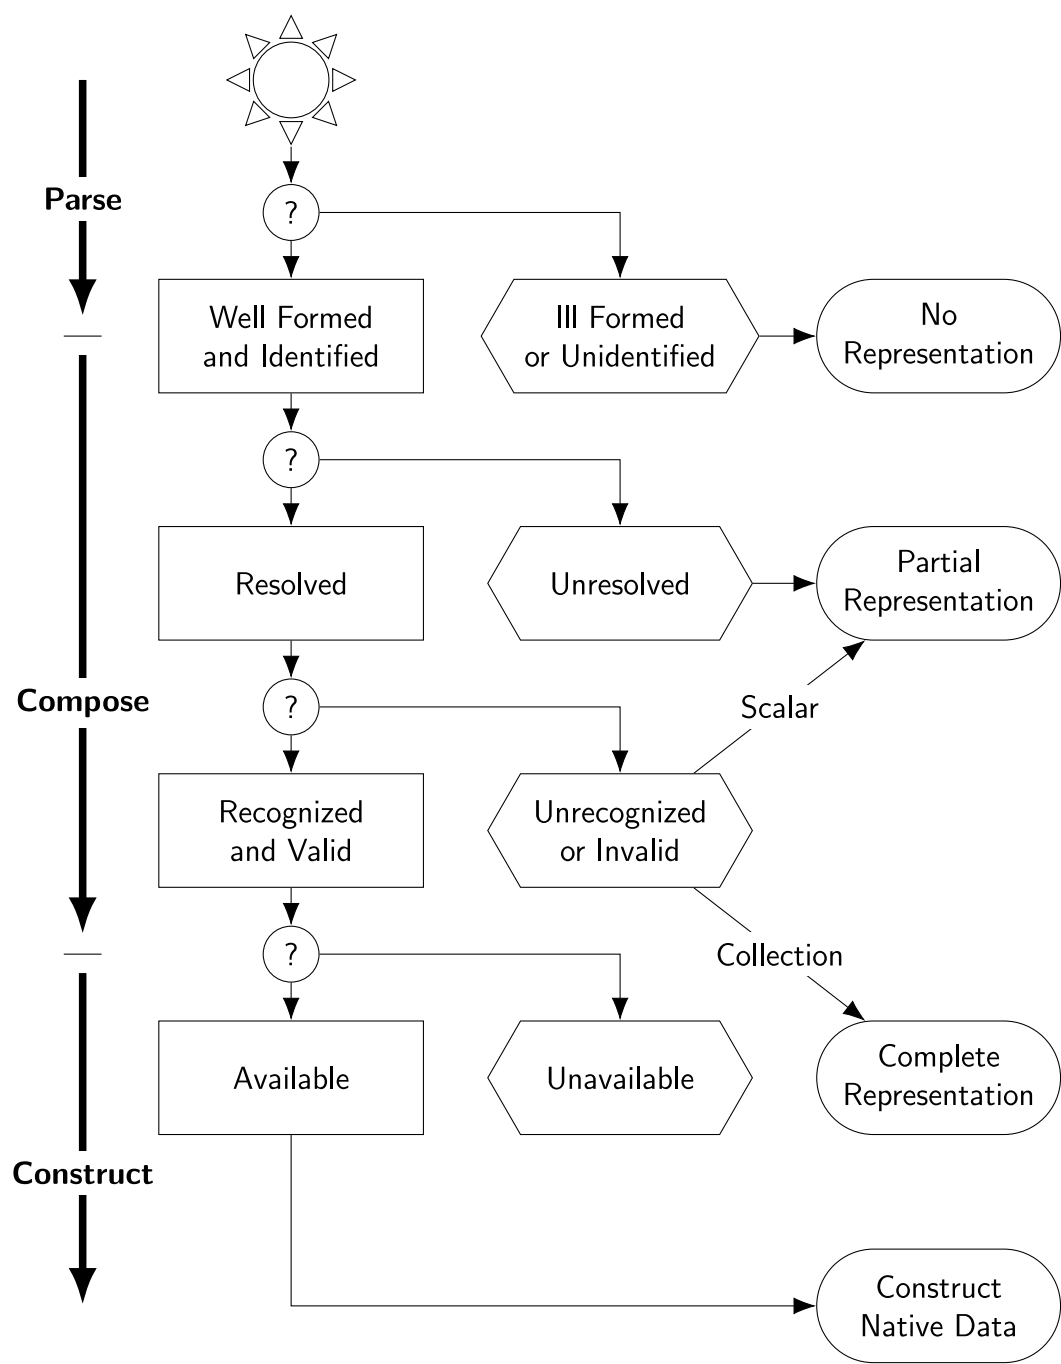 Parse
?
Well Formed
and Identified
Ill Formed
or Unidentified
No
Representation
?
Resolved
Unresolved
Partial
Representation
Compose
?
Scalar
Recognized
and Valid
Unrecognized
or Invalid
?
Collection
Available
Unavailable
Complete
Representation
Construct
Construct
Native Data